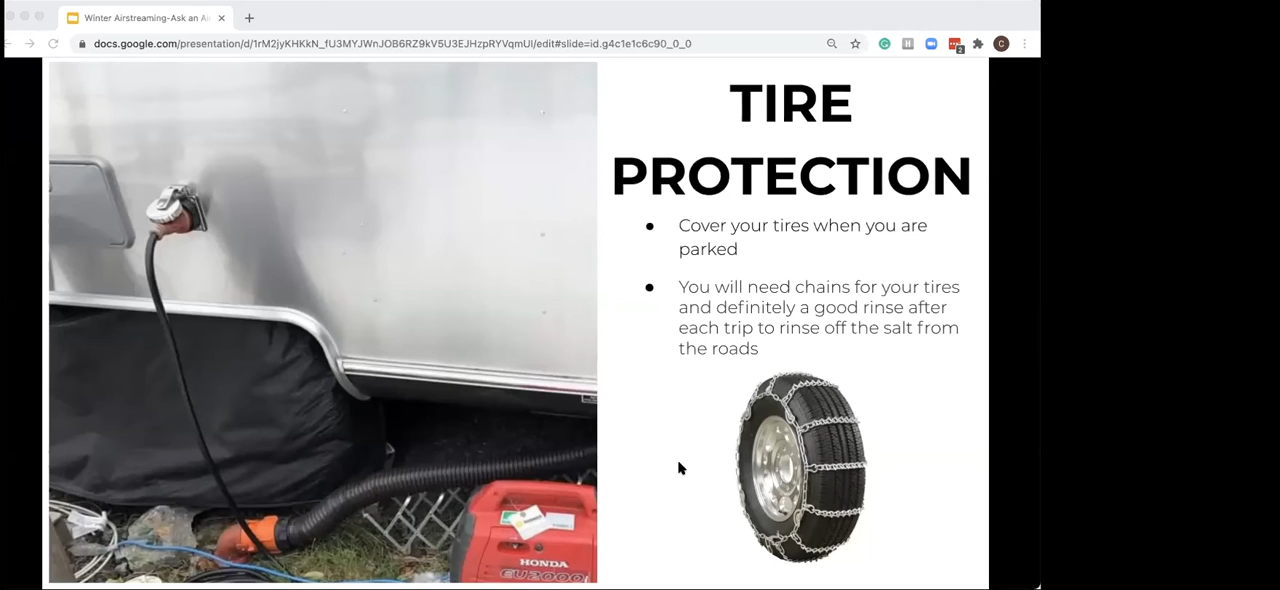 Winter Airstreaming-Ask an Ai
docs.google.com/presentation/d/1rM2jyKHKkN_fU3MYJWnJOB6RZ9kV5U3EJHzpRYVqmUI/edit#slide=id.g4c1e1c6c90_0_0
2
C
TIRE
PROTECTION
● Cover your tires when you are
parked
● You will need chains for your tires
and definitely a good rinse after
each trip to rinse off the salt from
the roads
HONDA
EU2000